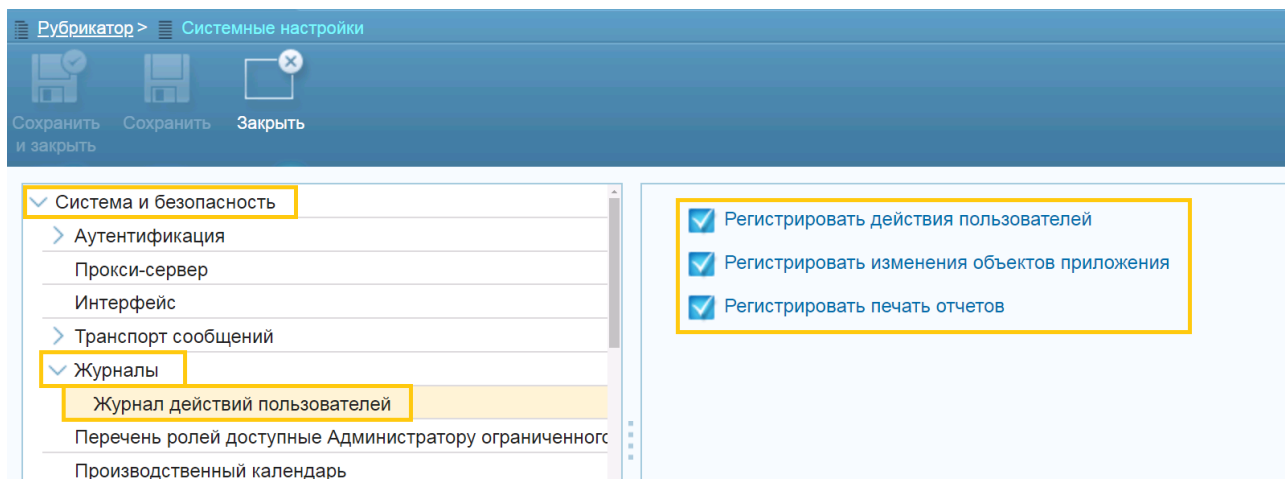 Рубрикатор > Системные настройки
Сохранить и закрыть
Сохранить
Закрыть
Система и безопасность
Аутентификация
Прокси-сервер
Интерфейс
Транспорт сообщений
Журналы
Журнал действий пользователей
Перечень ролей доступные Администратору ограниченного
Производственный календарь
Регистрировать действия пользователей
Регистрировать изменения объектов приложения
Регистрировать печать отчетов